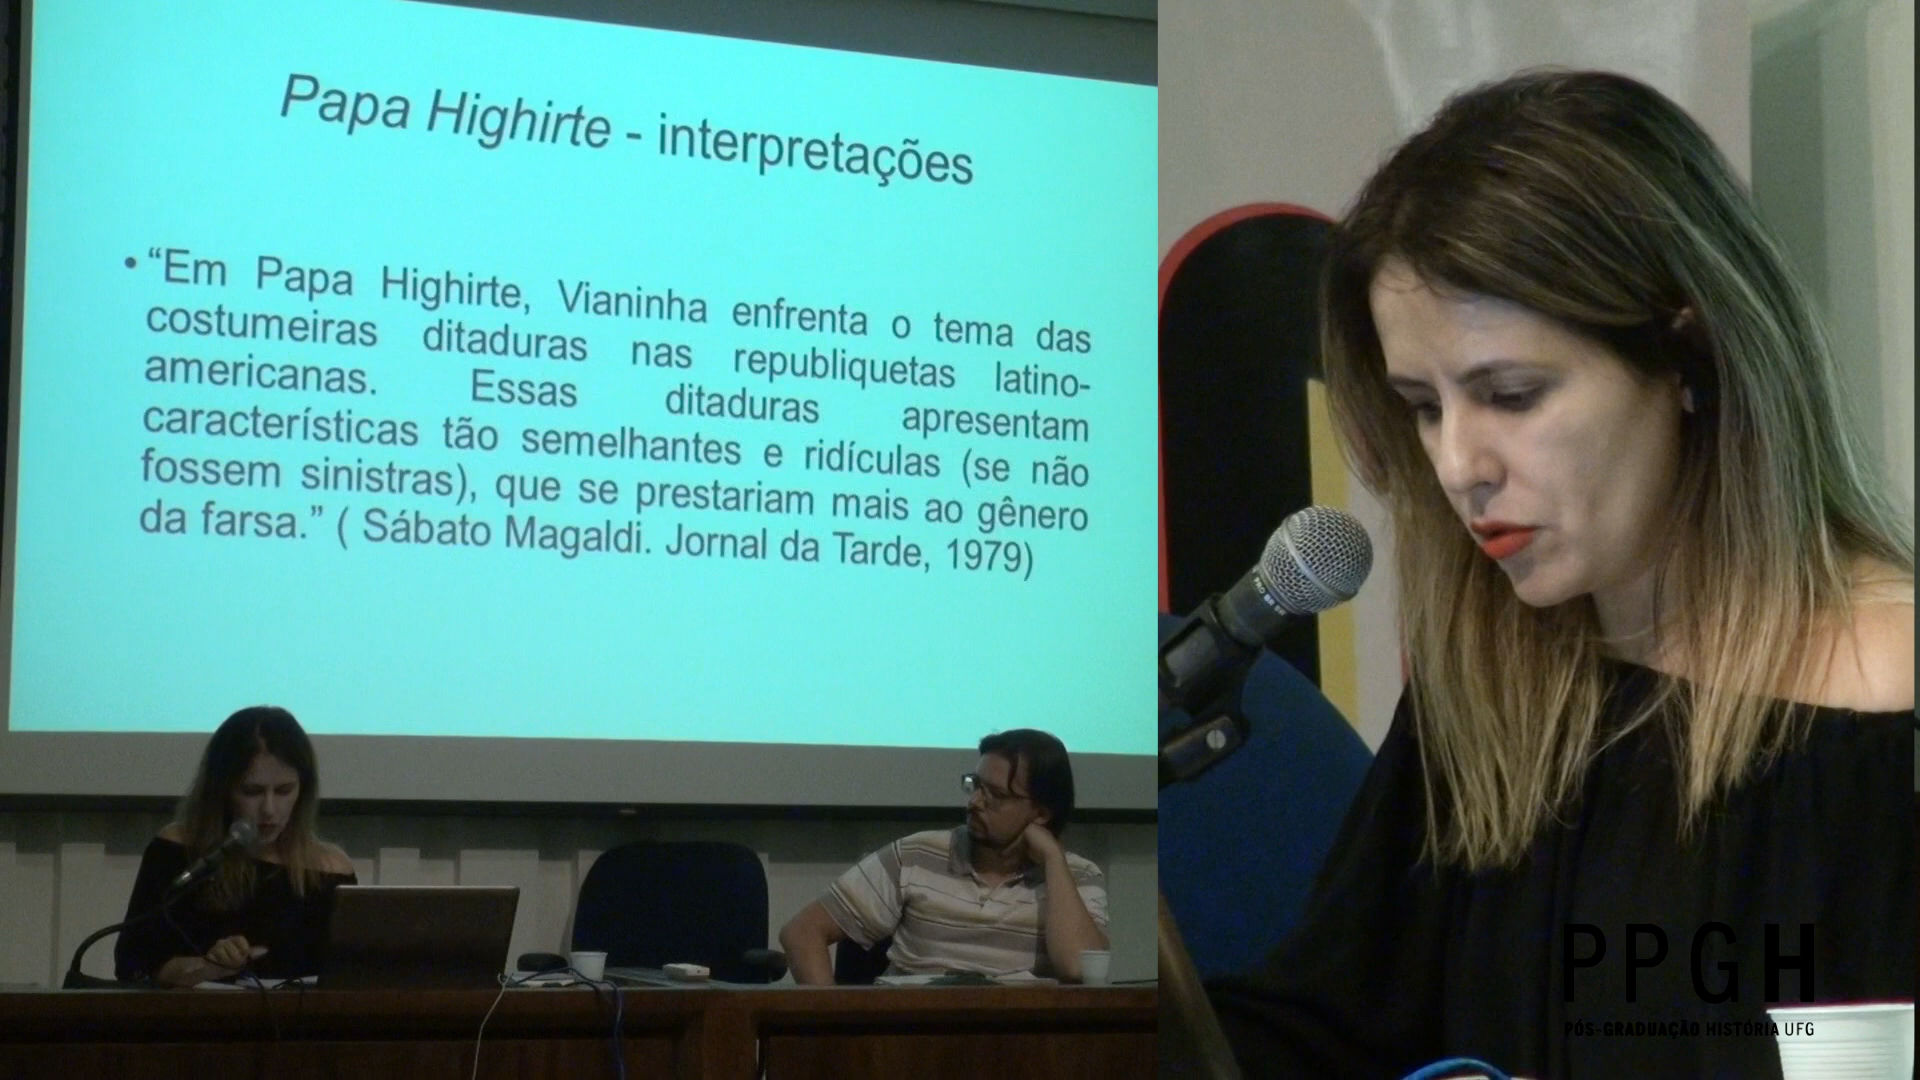 Papa Highirte - interpretações
• “Em Papa Highirte, Vianinha enfrenta o tema das
costumeiras ditaduras nas republiquetas latino-
americanas. Essas ditaduras apresentam
características tão semelhantes e ridículas (se não
fossem sinistras), que se prestariam mais ao gênero
da farsa.” ( Sábato Magaldi. Jornal da Tarde, 1979)
PPGH
PÓS-GRADUAÇÃO HISTÓRIA UFG